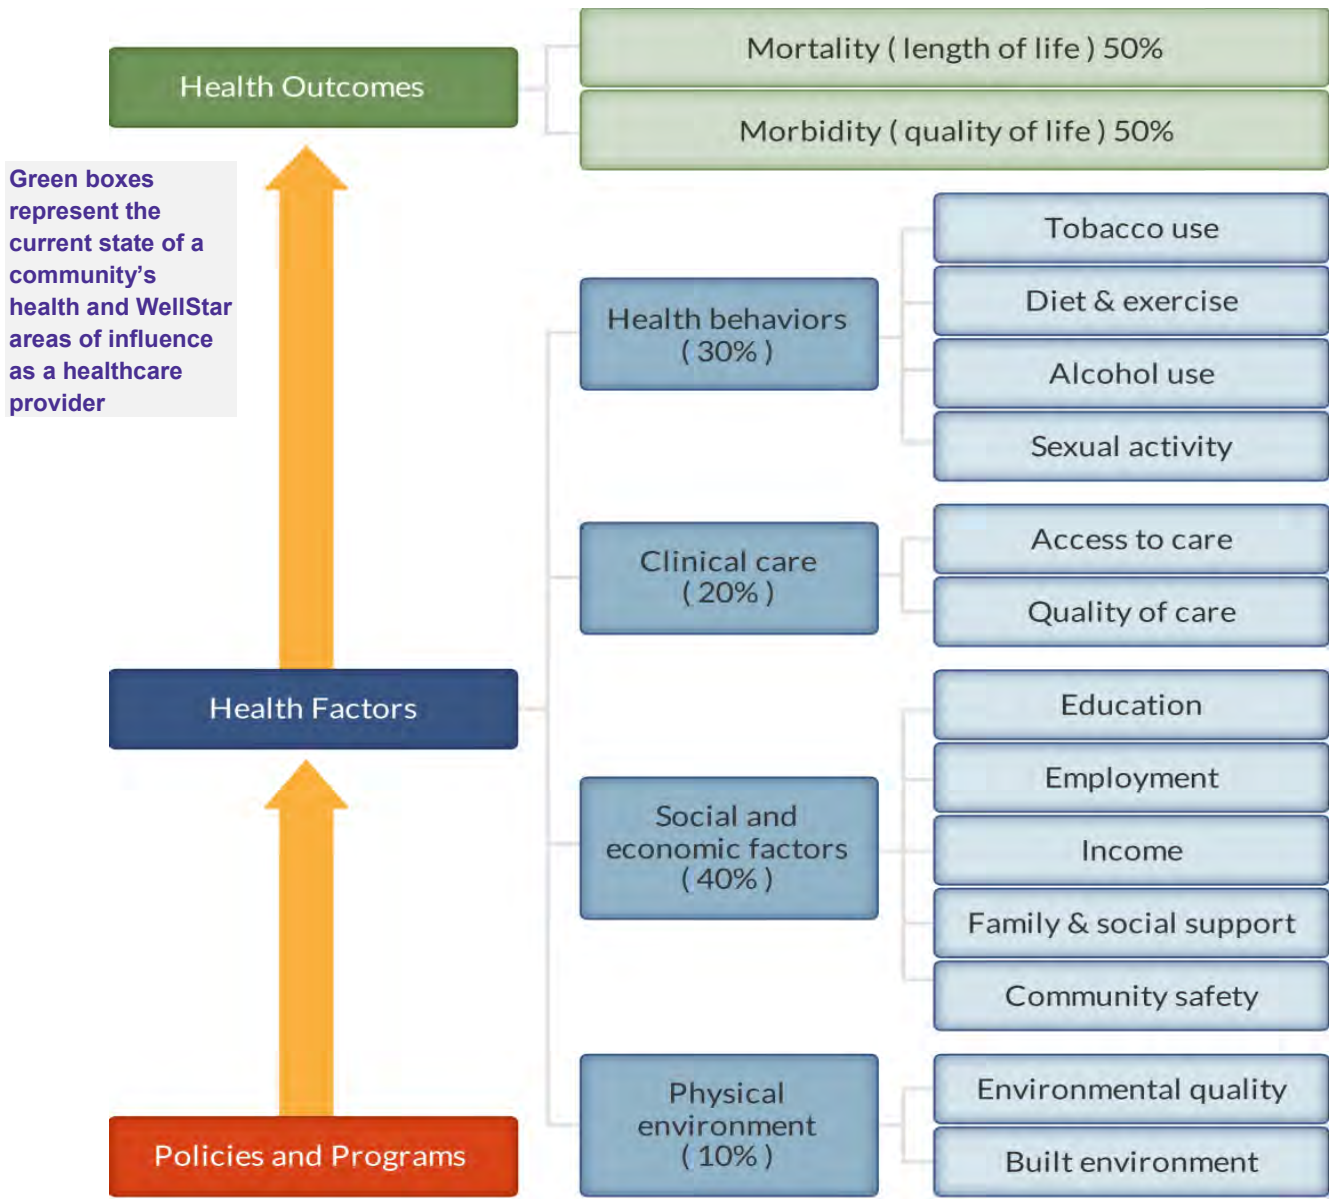 Health Outcomes
Mortality ( length of life ) 50%
Morbidity ( quality of life ) 50%
Green boxes
represent the
current state of a
community’s
health and WellStar
areas of influence
as a healthcare
provider
Health Factors
Health behaviors
( 30% )
Tobacco use
Diet & exercise
Alcohol use
Sexual activity
Clinical care
( 20% )
Access to care
Quality of care
Social and
economic factors
( 40% )
Education
Employment
Income
Family & social support
Community safety
Physical
environment
( 10% )
Environmental quality
Built environment
Policies and Programs